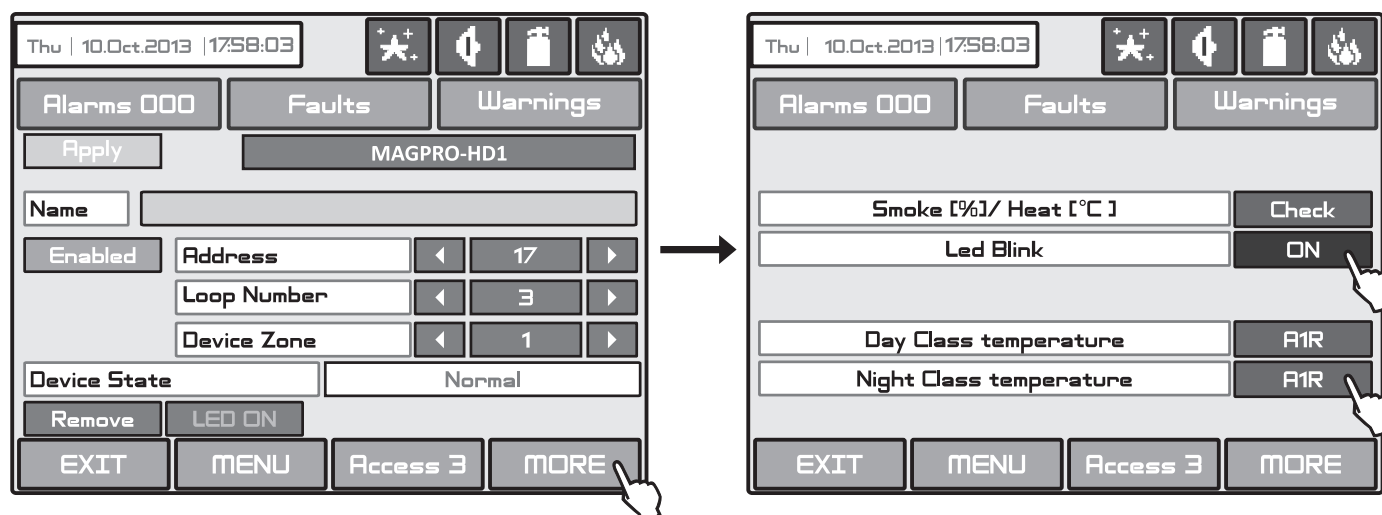 Thu | 10.Oct.2013 | 17:58:03
Alarms 000 Faults Warnings
Apply MAGPRO-HD1
Name
Enabled Address 17
Loop Number 3
Device Zone 1
Device State Normal
Remove LED ON
EXIT MENU Access 3 MORE
Thu | 10.Oct.2013 | 17:58:03
Alarms 000 Faults Warnings
Smoke [%]/ Heat [°C ] Check
Led Blink ON
Day Class temperature A1R
Night Class temperature A1R
EXIT MENU Access 3 MORE